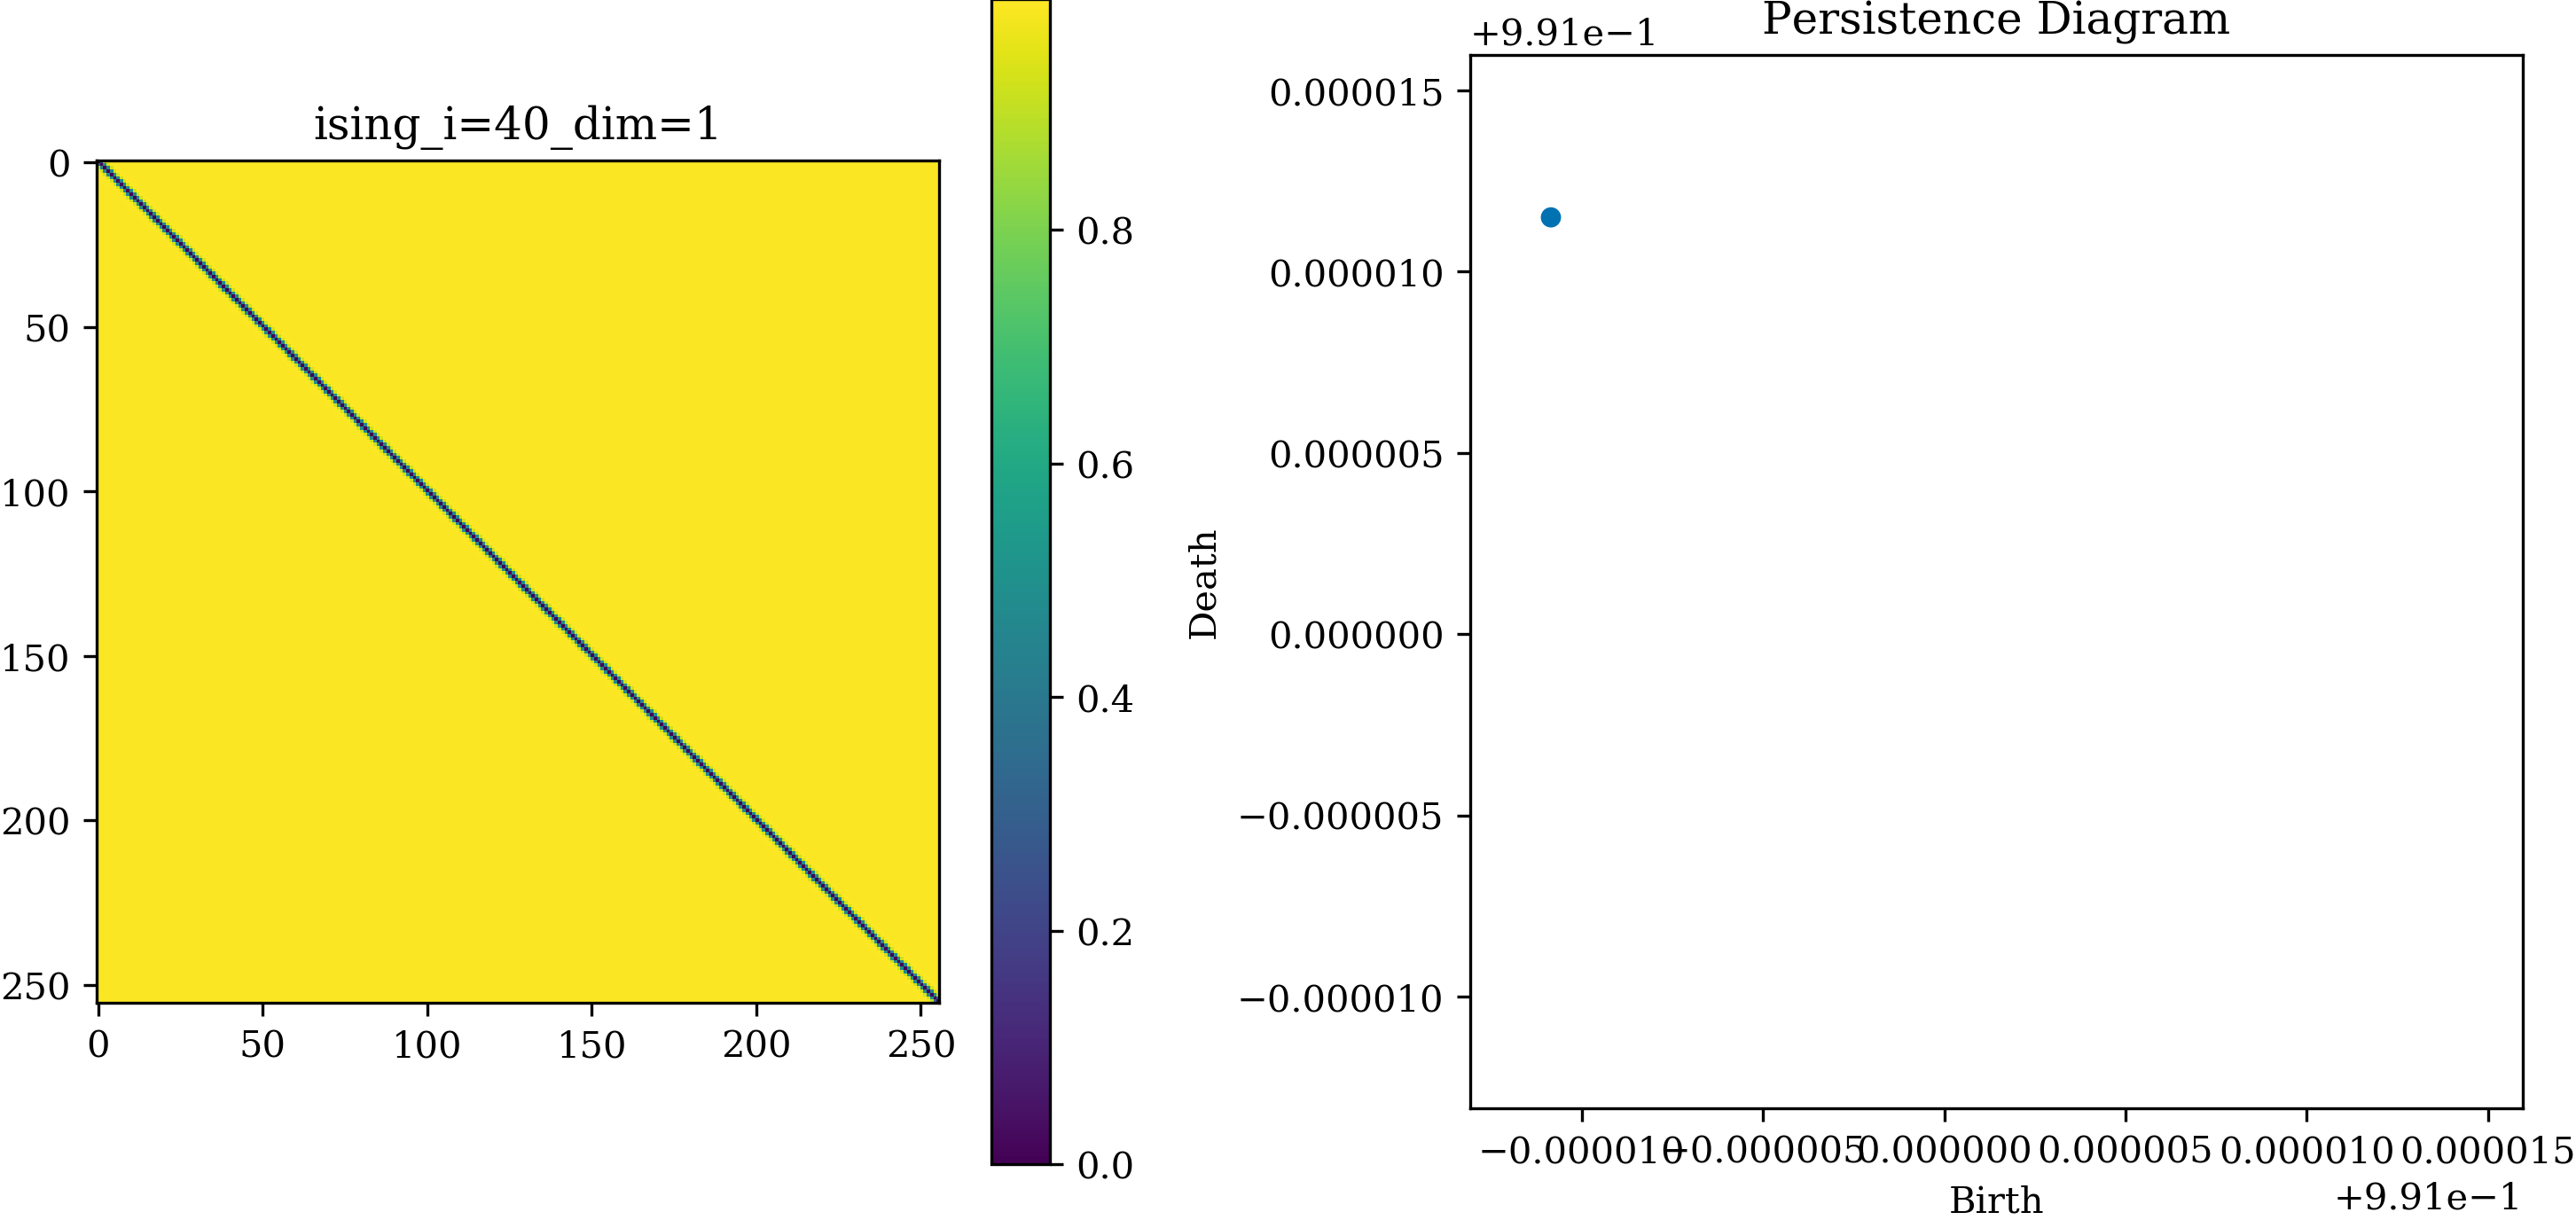 ising_i=40_dim=1
0
50
100
150
200
250
0 50 100 150 200 250
0.8
0.6
0.4
0.2
0.0
Persistence Diagram
+9.91e−1
0.000015
0.000010
0.000005
0.000000
−0.000005
−0.000010
Death
−0.000010 −0.000005 0.000000 0.000005 0.000010 0.000015
Birth
+9.91e−1